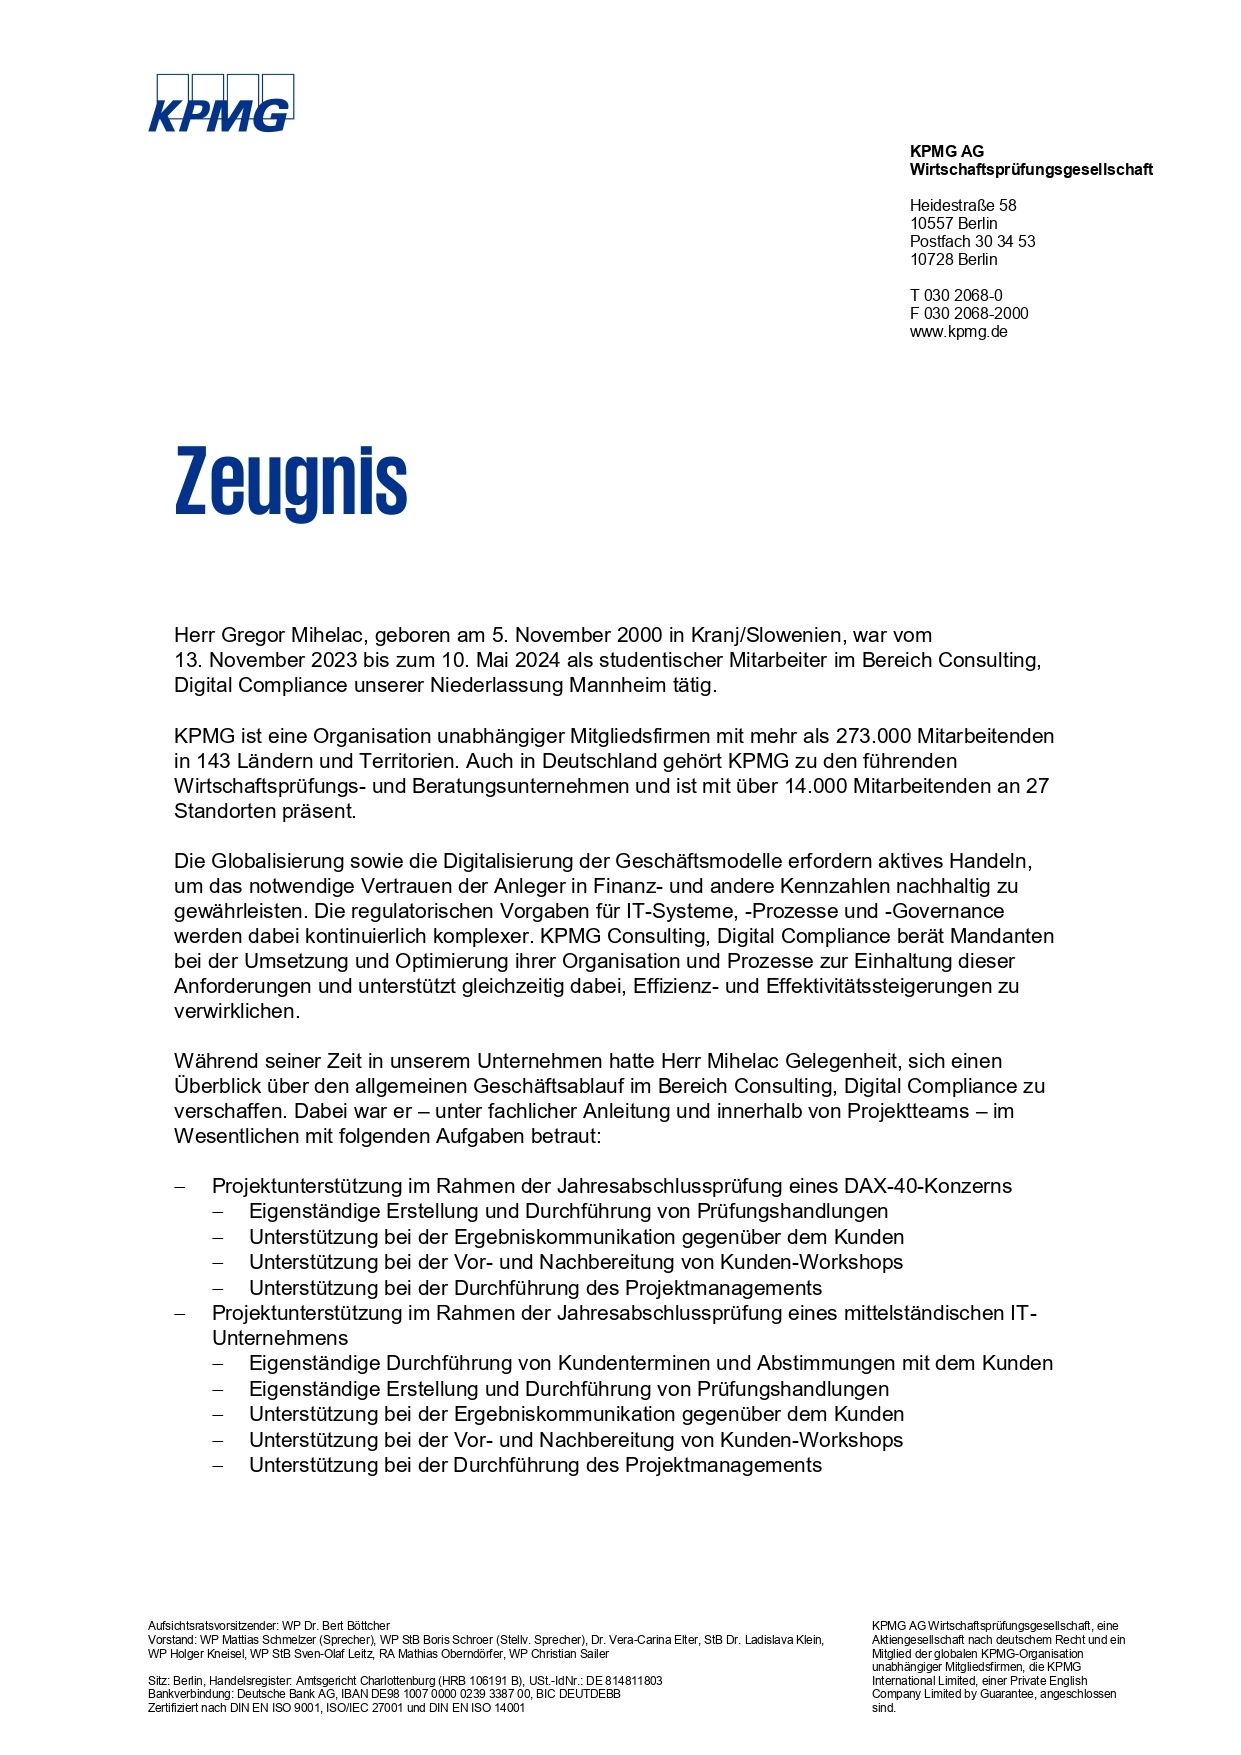 KPMG
KPMG AG
Wirtschaftsprüfungsgesellschaft
Heidestraße 58
10557 Berlin
Postfach 30 34 53
10728 Berlin
T 030 2068-0
F 030 2068-2000
www.kpmg.de
Zeugnis
Herr Gregor Mihelac, geboren am 5. November 2000 in Kranj/Slowenien, war vom
13. November 2023 bis zum 10. Mai 2024 als studentischer Mitarbeiter im Bereich Consulting,
Digital Compliance unserer Niederlassung Mannheim tätig.
KPMG ist eine Organisation unabhängiger Mitgliedsfirmen mit mehr als 273.000 Mitarbeitenden
in 143 Ländern und Territorien. Auch in Deutschland gehört KPMG zu den führenden
Wirtschaftsprüfungs- und Beratungsunternehmen und ist mit über 14.000 Mitarbeitenden an 27
Standorten präsent.
Die Globalisierung sowie die Digitalisierung der Geschäftsmodelle erfordern aktives Handeln,
um das notwendige Vertrauen der Anleger in Finanz- und andere Kennzahlen nachhaltig zu
gewährleisten. Die regulatorischen Vorgaben für IT-Systeme, -Prozesse und -Governance
werden dabei kontinuierlich komplexer. KPMG Consulting, Digital Compliance berät Mandanten
bei der Umsetzung und Optimierung ihrer Organisation und Prozesse zur Einhaltung dieser
Anforderungen und unterstützt gleichzeitig dabei, Effizienz- und Effektivitätssteigerungen zu
verwirklichen.
Während seiner Zeit in unserem Unternehmen hatte Herr Mihelac Gelegenheit, sich einen
Überblick über den allgemeinen Geschäftsablauf im Bereich Consulting, Digital Compliance zu
verschaffen. Dabei war er – unter fachlicher Anleitung und innerhalb von Projektteams – im
Wesentlichen mit folgenden Aufgaben betraut:
– Projektunterstützung im Rahmen der Jahresabschlussprüfung eines DAX-40-Konzerns
– Eigenständige Erstellung und Durchführung von Prüfungshandlungen
– Unterstützung bei der Ergebniskommunikation gegenüber dem Kunden
– Unterstützung bei der Vor- und Nachbereitung von Kunden-Workshops
– Unterstützung bei der Durchführung des Projektmanagements
– Projektunterstützung im Rahmen der Jahresabschlussprüfung eines mittelständischen IT-
Unternehmens
– Eigenständige Durchführung von Kundenterminen und Abstimmungen mit dem Kunden
– Eigenständige Erstellung und Durchführung von Prüfungshandlungen
– Unterstützung bei der Ergebniskommunikation gegenüber dem Kunden
– Unterstützung bei der Vor- und Nachbereitung von Kunden-Workshops
– Unterstützung bei der Durchführung des Projektmanagements
Aufsichtsratsvorsitzender: WP Dr. Bert Böttcher
Vorstand: WP Mattias Schmelzer (Sprecher), WP StB Boris Schroer (Stellv. Sprecher), Dr. Vera-Carina Elter, StB Dr. Ladislava Klein,
WP Holger Kneisel, WP StB Sven-Olaf Leitz, RA Mathias Oberndörfer, WP Christian Sailer
Sitz: Berlin, Handelsregister: Amtsgericht Charlottenburg (HRB 106191 B), USt.-IdNr.: DE 814811803
Bankverbindung: Deutsche Bank AG, IBAN DE98 1007 0000 0239 3387 00, BIC DEUTDEBB
Zertifiziert nach DIN EN ISO 9001, ISO/IEC 27001 und DIN EN ISO 14001
KPMG AG Wirtschaftsprüfungsgesellschaft, eine
Aktiengesellschaft nach deutschem Recht und ein
Mitglied der globalen KPMG-Organisation
unabhängiger Mitgliedsfirmen, die KPMG
International Limited, einer Private English
Company Limited by Guarantee, angeschlossen
sind.